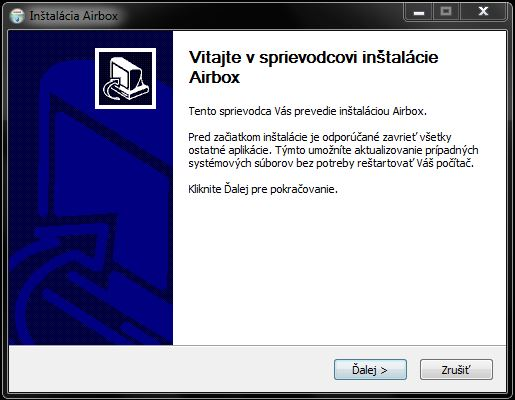 Inštalácia Airbox
Vitajte v sprievodcovi inštalácie
Airbox
Tento sprievodca Vás prevedie inštaláciou Airbox.
Pred začiatkom inštalácie je odporúčané zavrieť všetky
ostatné aplikácie. Týmto umožníte aktualizovanie prípadných
systémových súborov bez potreby reštartovať Váš počítač.
Kliknite Ďalej pre pokračovanie.
Ďalej >
Zrušiť